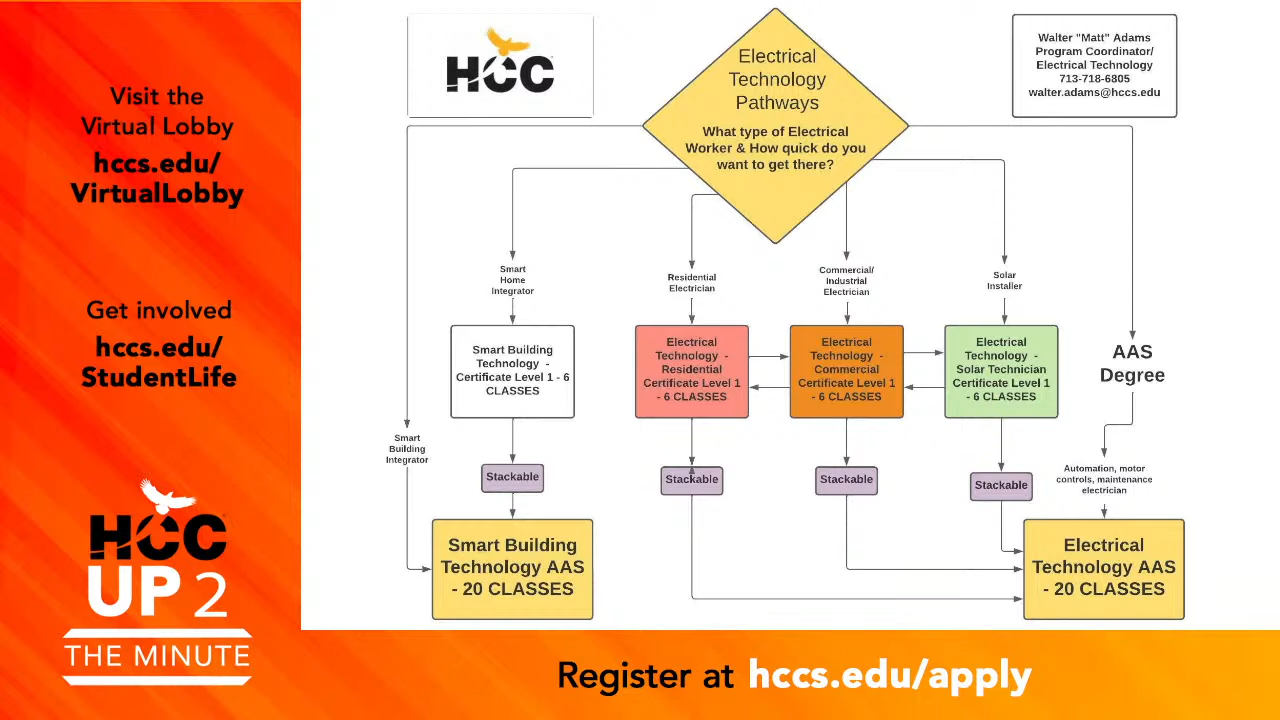 Visit the
Virtual Lobby
hccs.edu/
VirtualLobby
Get involved
hccs.edu/
StudentLife
HCC
UP 2
THE MINUTE
HCC
Electrical
Technology
Pathways
What type of Electrical
Worker & How quick do you
want to get there?
Walter "Matt" Adams
Program Coordinator/
Electrical Technology
713-718-6805
walter.adams@hccs.edu
Smart
Home
Integrator
Residential
Electrician
Commercial/
Industrial
Electrician
Solar
Installer
Smart Building
Technology -
Certificate Level 1 - 6
CLASSES
Electrical
Technology -
Residential
Certificate Level 1
- 6 CLASSES
Electrical
Technology -
Commercial
Certificate Level 1
- 6 CLASSES
Electrical
Technology -
Solar Technician
Certificate Level 1
- 6 CLASSES
AAS
Degree
Smart
Building
Integrator
Stackable
Stackable
Stackable
Stackable
Automation, motor
controls, maintenance
electrician
Smart Building
Technology AAS
- 20 CLASSES
Electrical
Technology AAS
- 20 CLASSES
Register at hccs.edu/apply